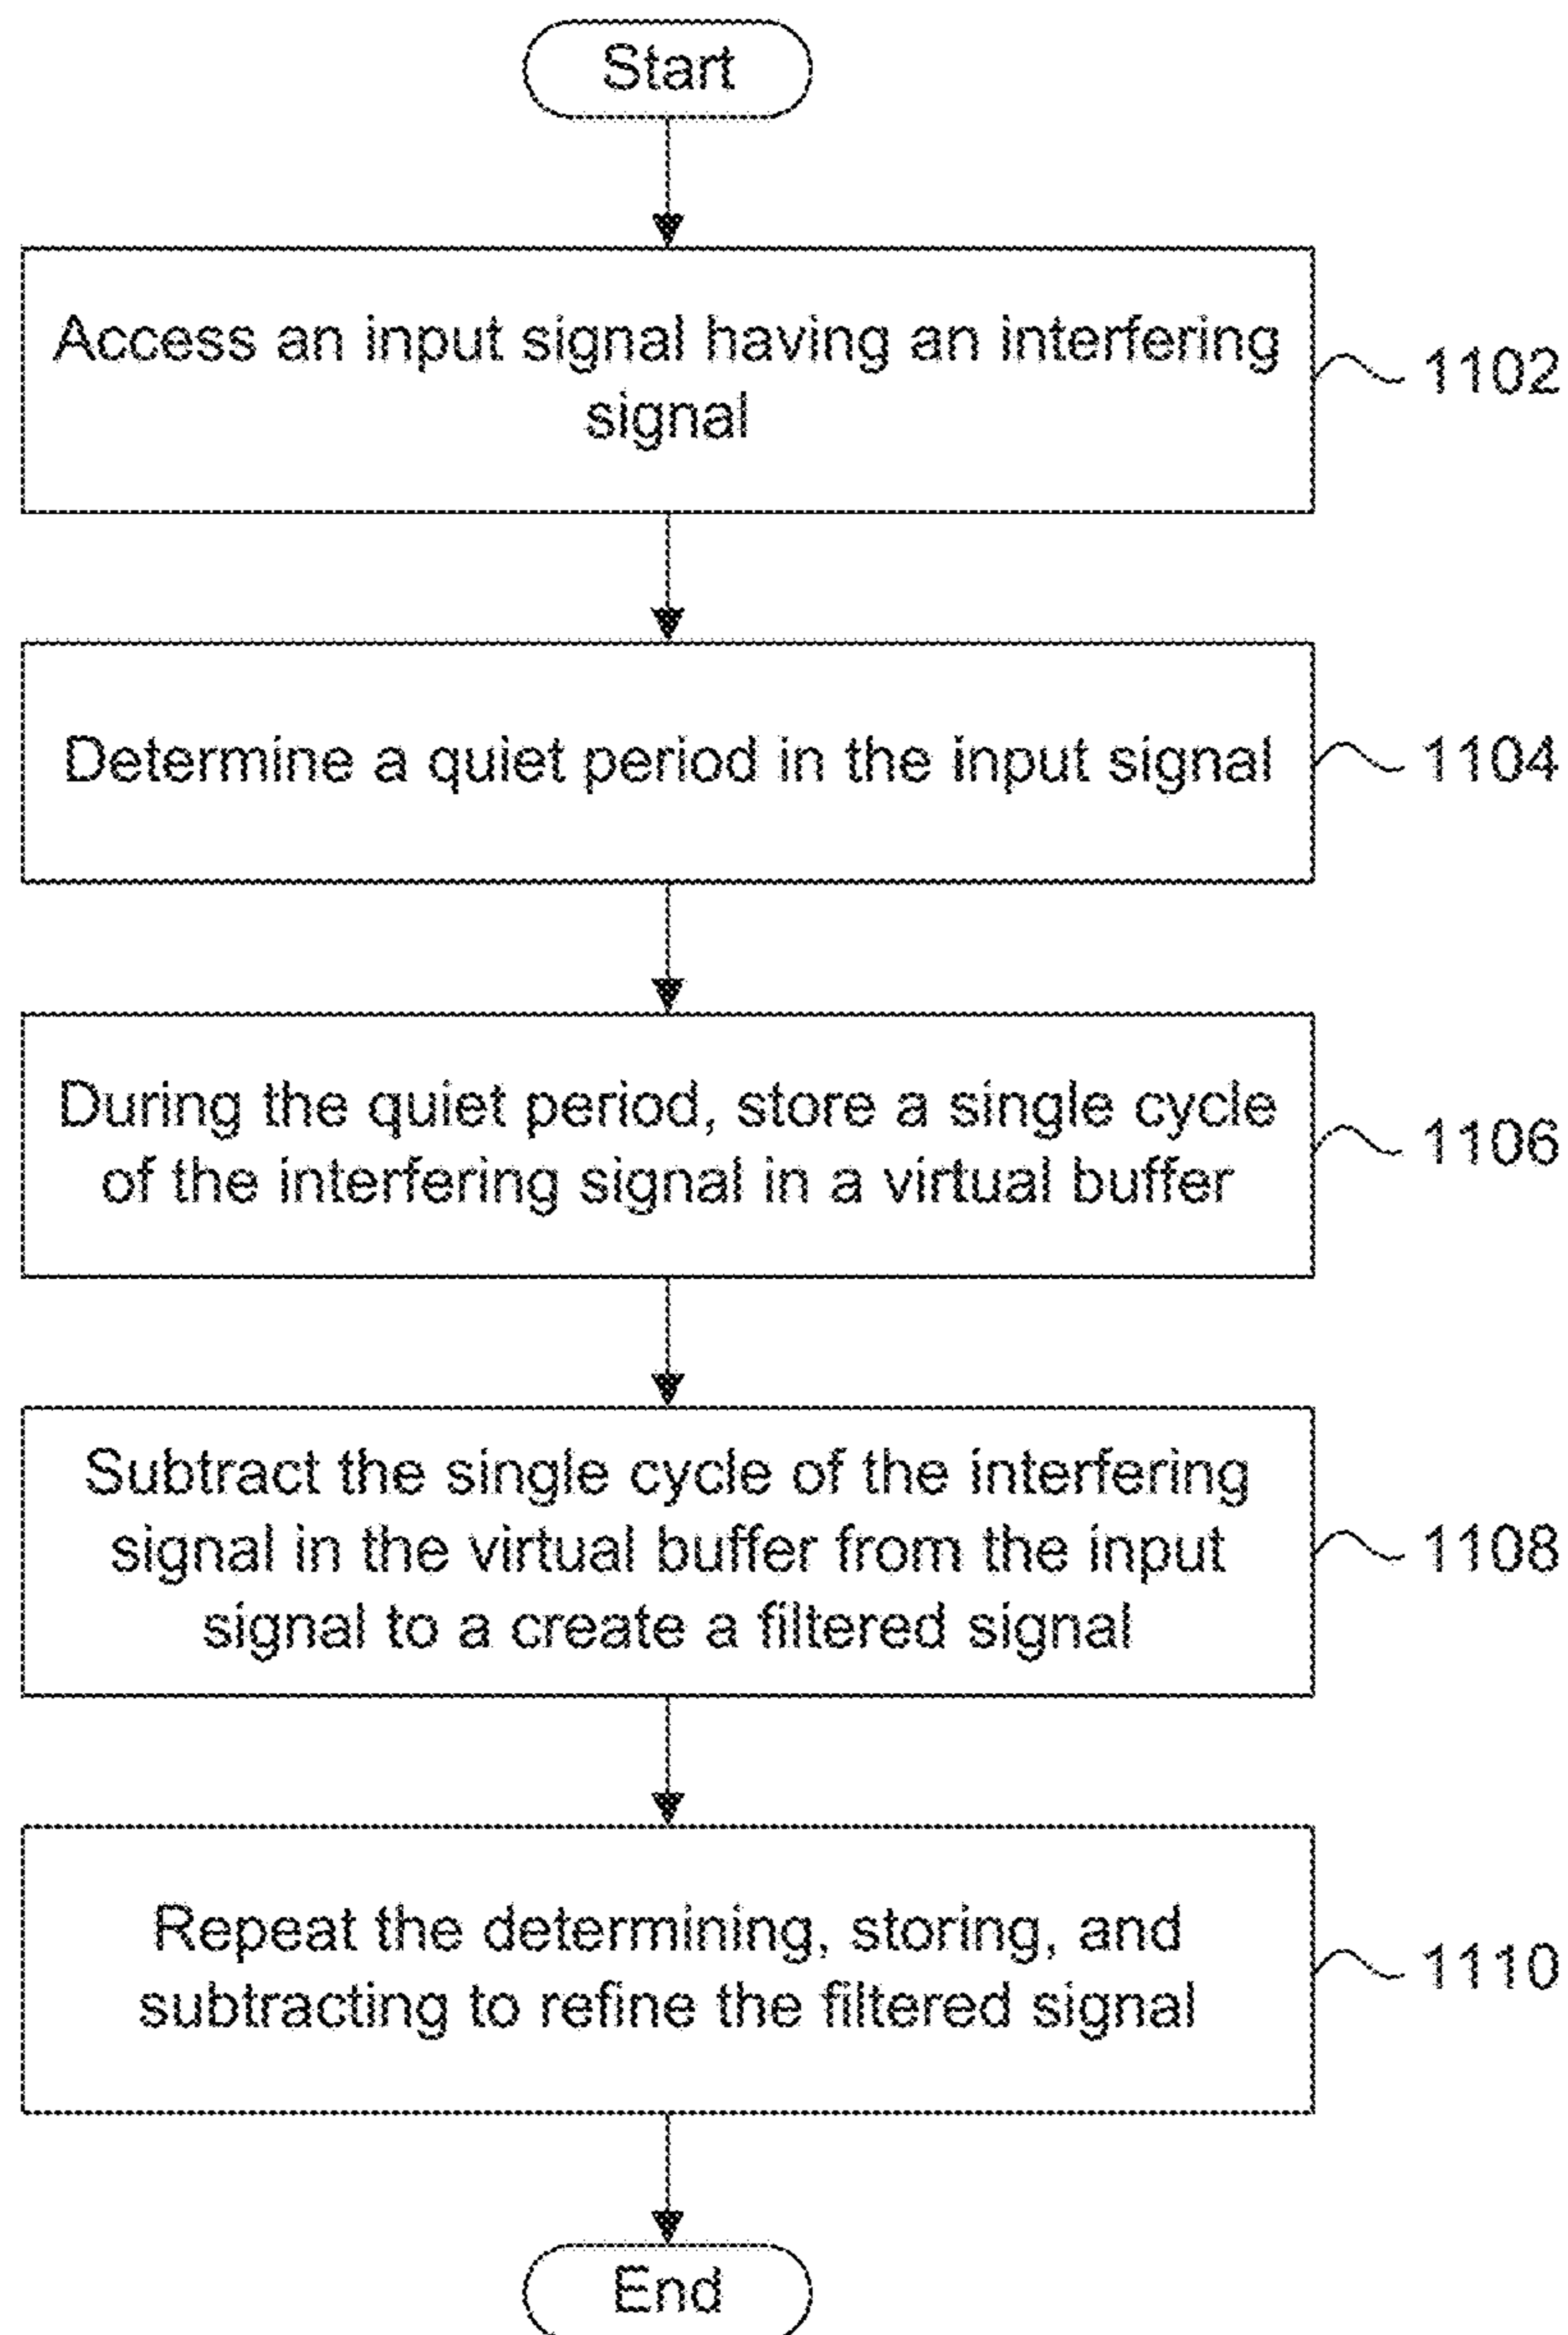 Start
Access an input signal having an interfering
signal
1102
Determine a quiet period in the input signal
1104
During the quiet period, store a single cycle
of the interfering signal in a virtual buffer
1106
Subtract the single cycle of the interfering
signal in the virtual buffer from the input
signal to a create a filtered signal
1108
Repeat the determining, storing, and
subtracting to refine the filtered signal
1110
End